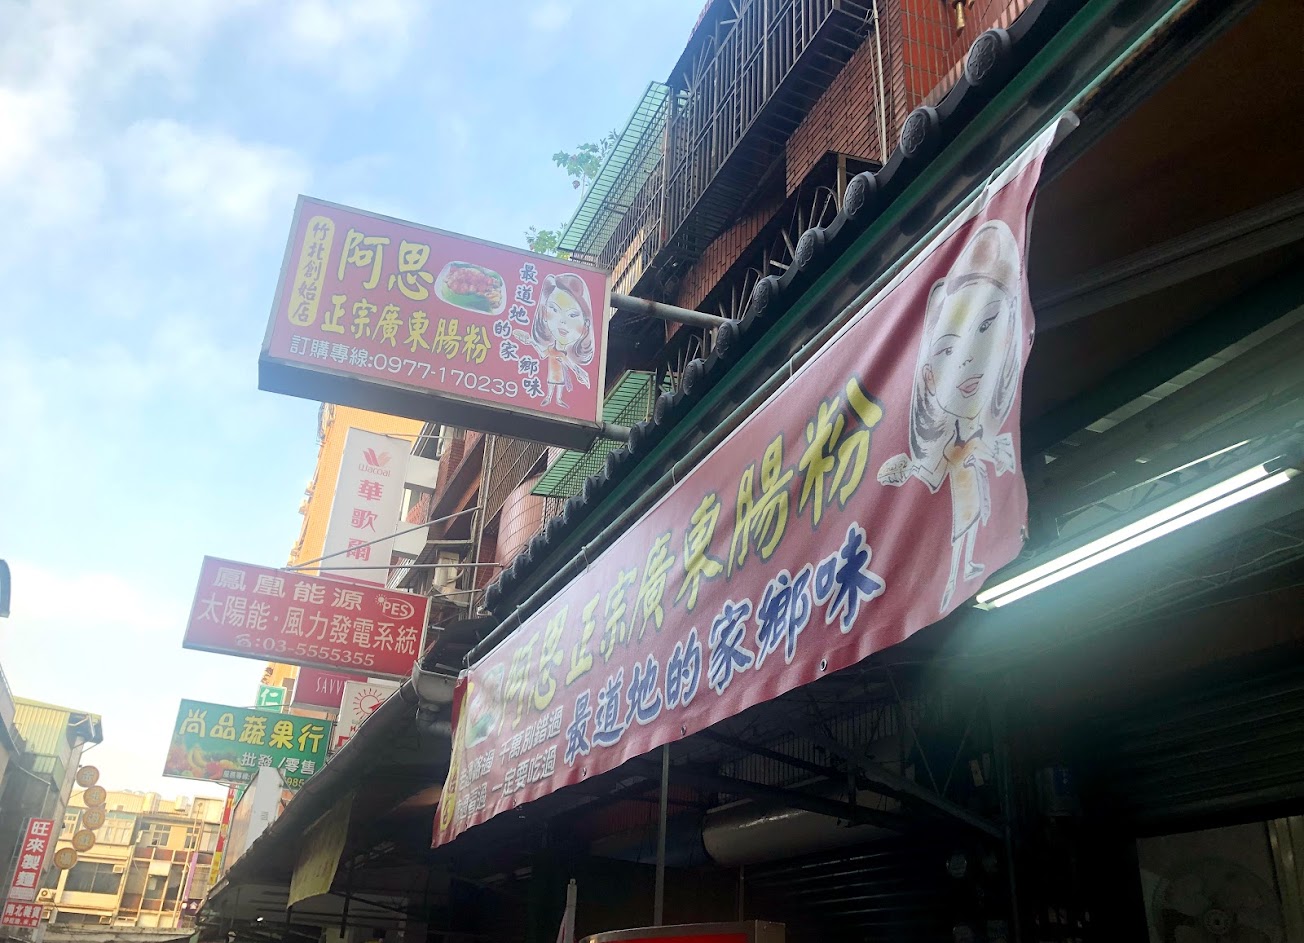 竹北創始店
阿思
正宗廣東腸粉
訂購專線:0977-170239
最道地的家鄉味
阿思正宗廣東腸粉
最道地的家鄉味
千萬別錯過
一定要吃過
Wacoal
華歌爾
鳳凰能源
PES
太陽能·風力發電系統
:03-5555355
SAVV
仁
尚品蔬果行
批發/零售
旺來製麵